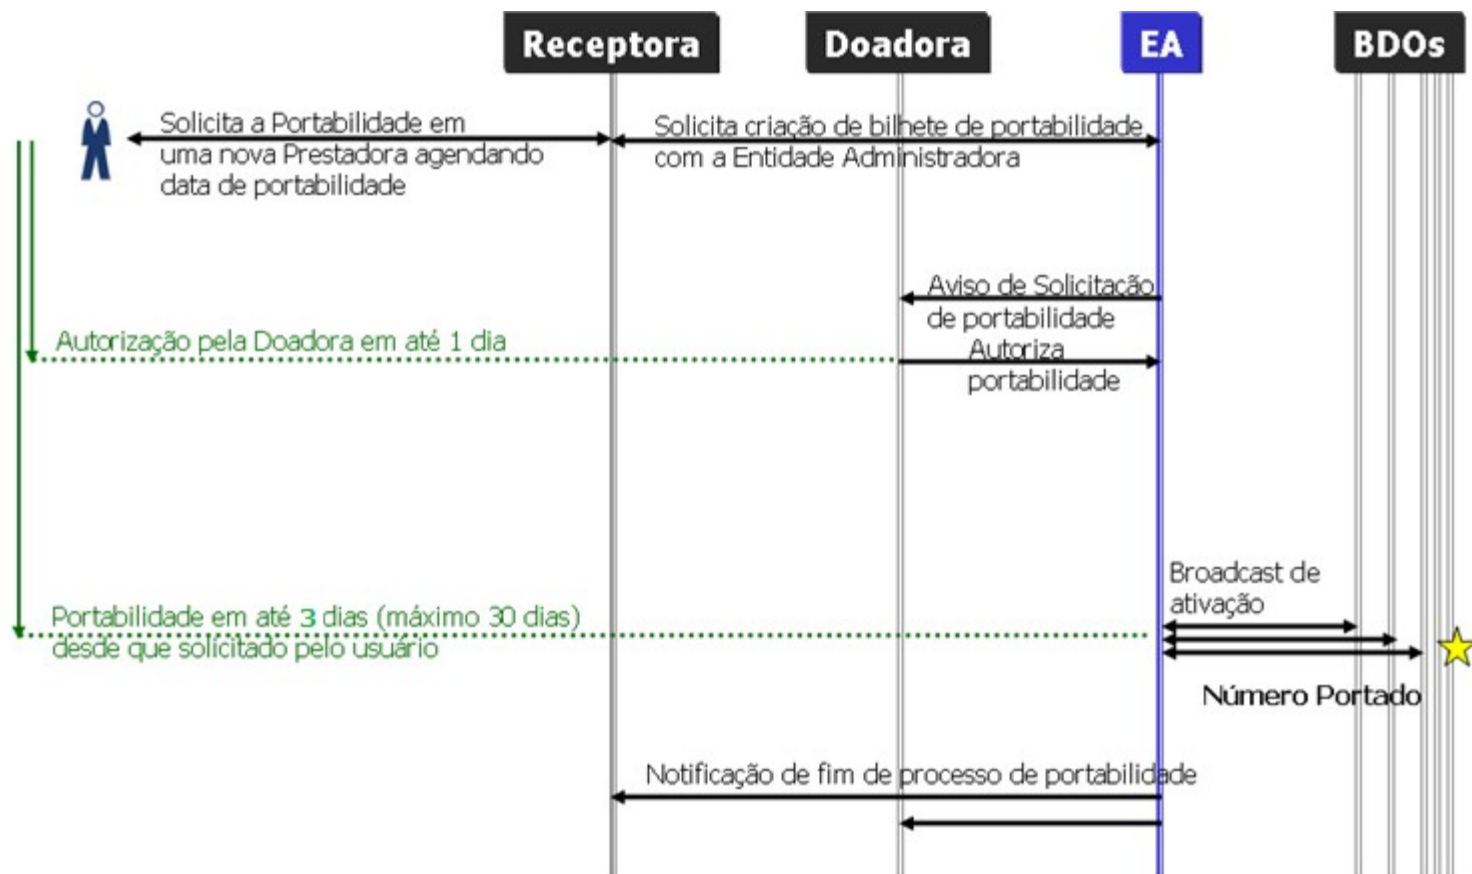 Receptora
Doadora
EA
BDOs
Solicita a Portabilidade em
uma nova Prestadora agendando
data de portabilidade
Solicita criação de bilhete de portabilidade
com a Entidade Administradora
Aviso de Solicitação
de portabilidade
Autorização pela Doadora em até 1 dia
Autoriza
portabilidade
Broadcast de
ativação
Portabilidade em até 3 dias (máximo 30 dias)
desde que solicitado pelo usuário
Número Portado
Notificação de fim de processo de portabilidade